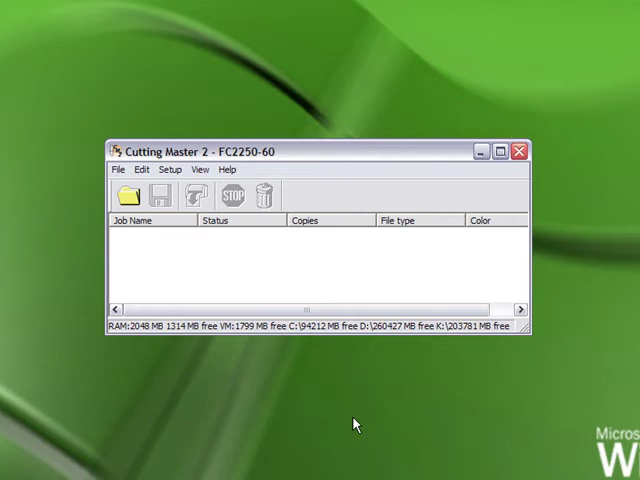 Cutting Master 2 - FC2250-60
File Edit Setup View Help
STOP
Job Name Status Copies File type Color
RAM:2048 MB 1314 MB free VM:1799 MB free C:\94212 MB free D:\260427 MB free K:\203781 MB free
Micros
W